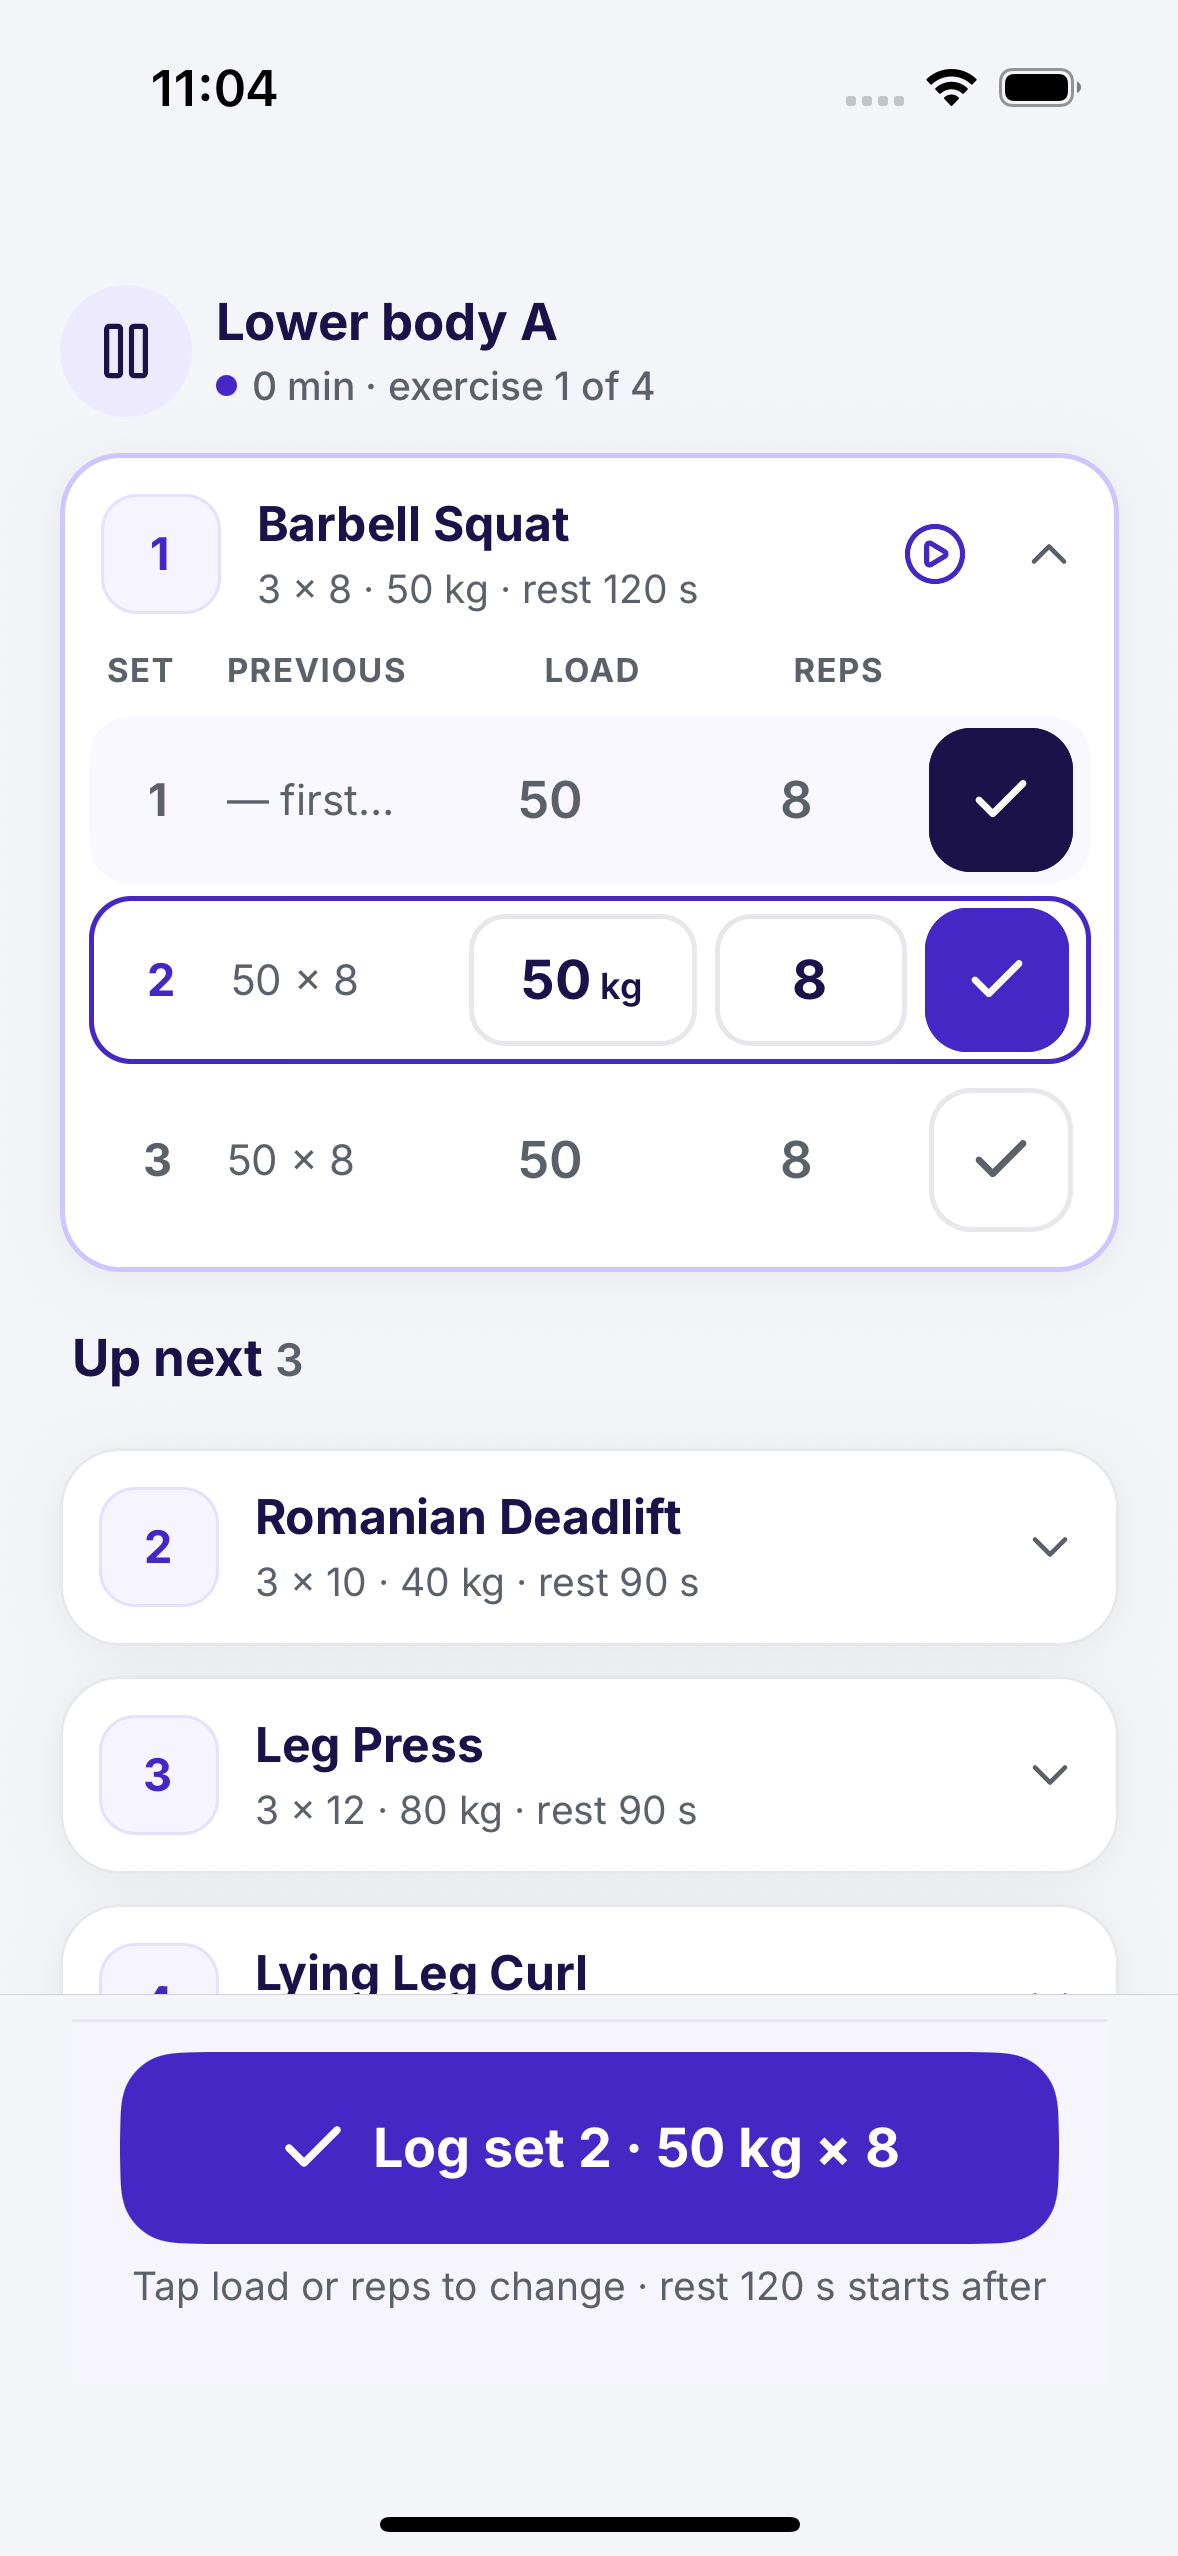 11:04
Lower body A
0 min · exercise 1 of 4
1
Barbell Squat
3 × 8 · 50 kg · rest 120 s
SET PREVIOUS LOAD REPS
1 — first... 50 8
2 50 × 8 50 kg 8
3 50 × 8 50 8
Up next 3
2
Romanian Deadlift
3 × 10 · 40 kg · rest 90 s
3
Leg Press
3 × 12 · 80 kg · rest 90 s
Lying Leg Curl
Log set 2 · 50 kg × 8
Tap load or reps to change · rest 120 s starts after